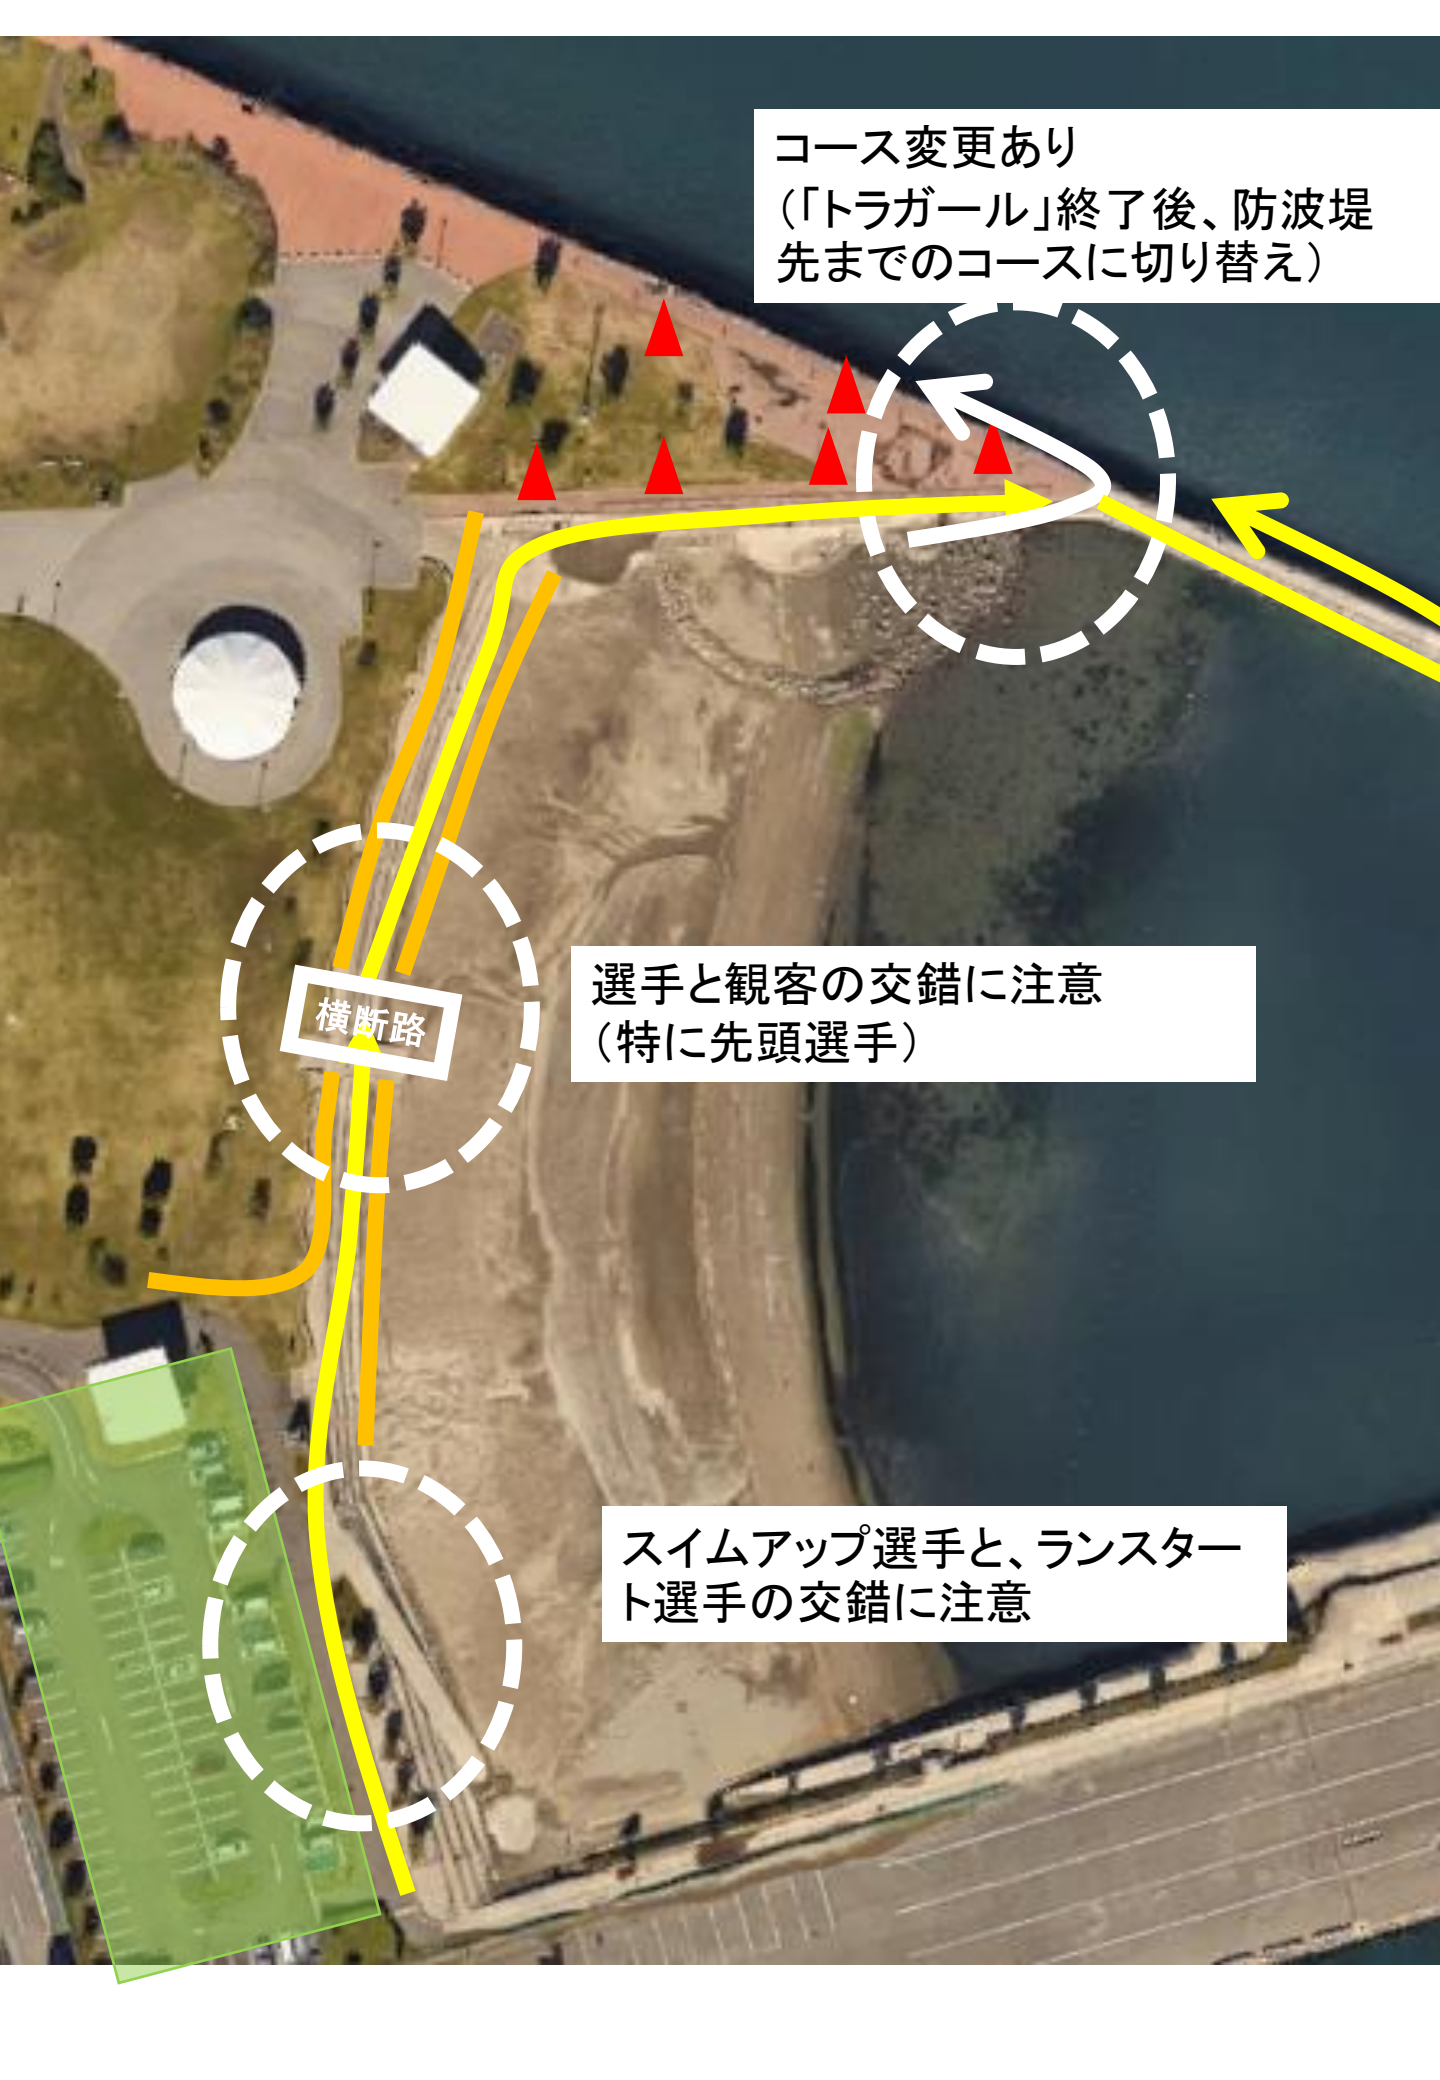 コース変更あり
（「トラガール」終了後、防波堤
先までのコースに切り替え）
選手と観客の交錯に注意
（特に先頭選手）
横断路
スイムアップ選手と、ランスター
ト選手の交錯に注意